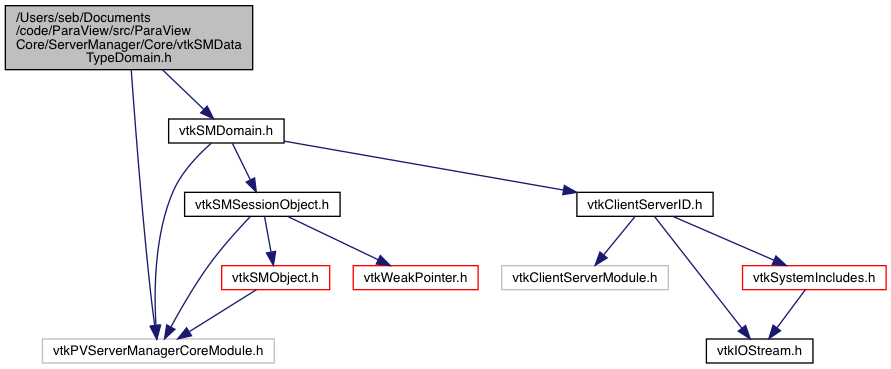 /Users/seb/Documents
/code/ParaView/src/ParaView
Core/ServerManager/Core/vtkSMData
TypeDomain.h
vtkSMDomain.h
vtkSMSessionObject.h
vtkClientServerID.h
vtkSMObject.h
vtkWeakPointer.h
vtkClientServerModule.h
vtkSystemIncludes.h
vtkPVServerManagerCoreModule.h
vtkIOStream.h